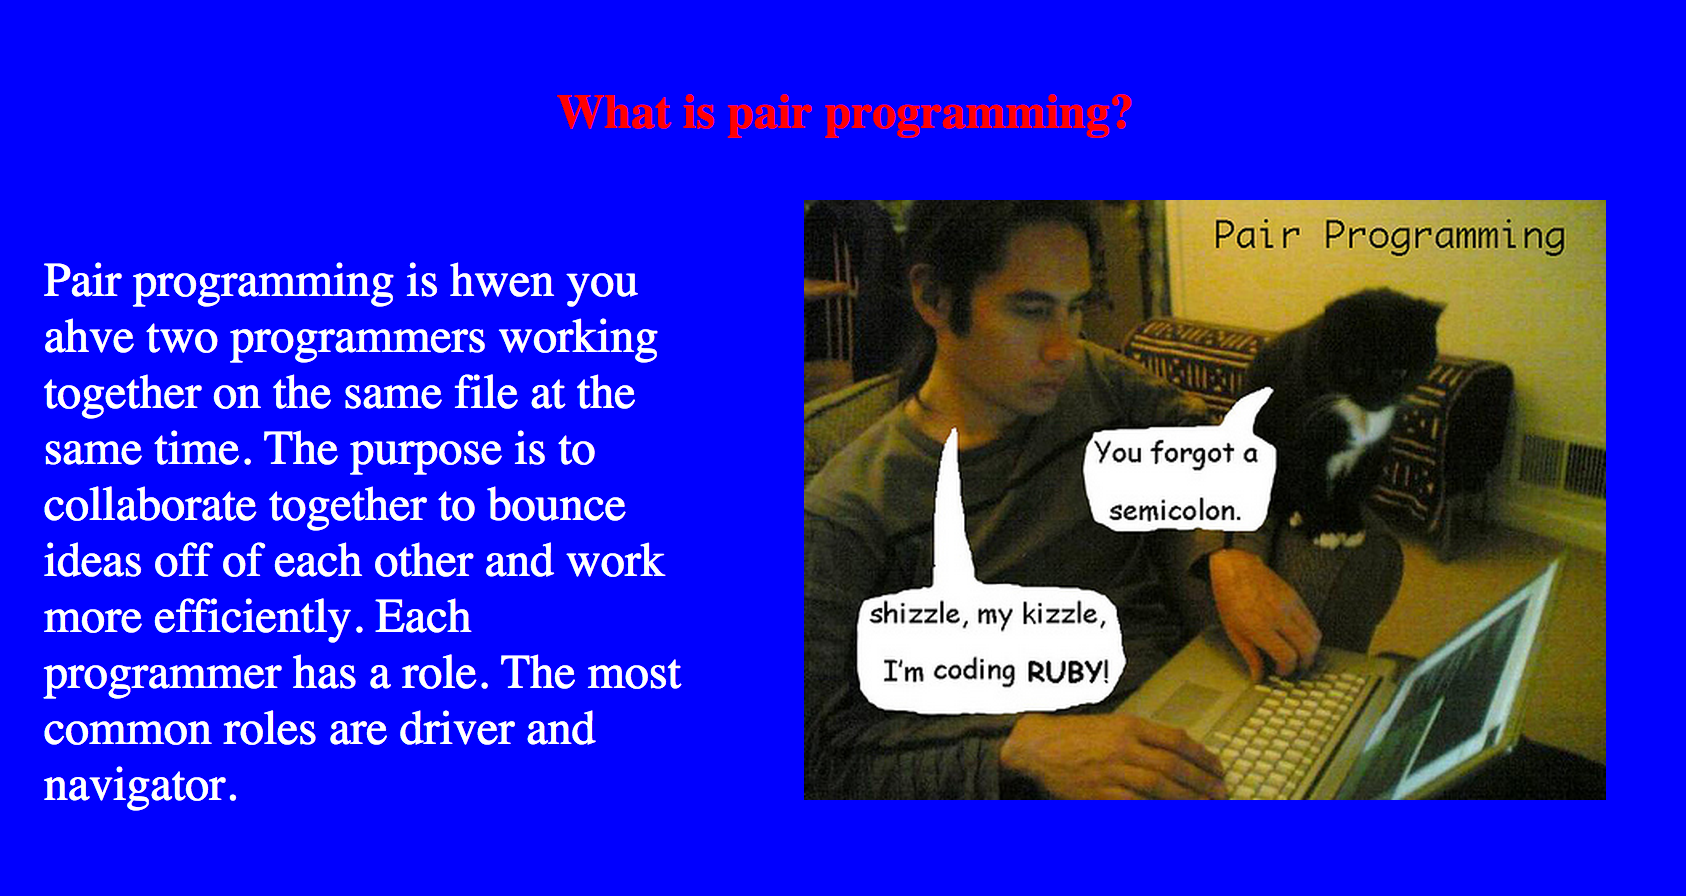 What is pair programming?
Pair programming is hwen you
ahve two programmers working
together on the same file at the
same time. The purpose is to
collaborate together to bounce
ideas off of each other and work
more efficiently. Each
programmer has a role. The most
common roles are driver and
navigator.
Pair Programming
You forgot a
semicolon.
shizzle, my kizzle,
I'm coding RUBY!